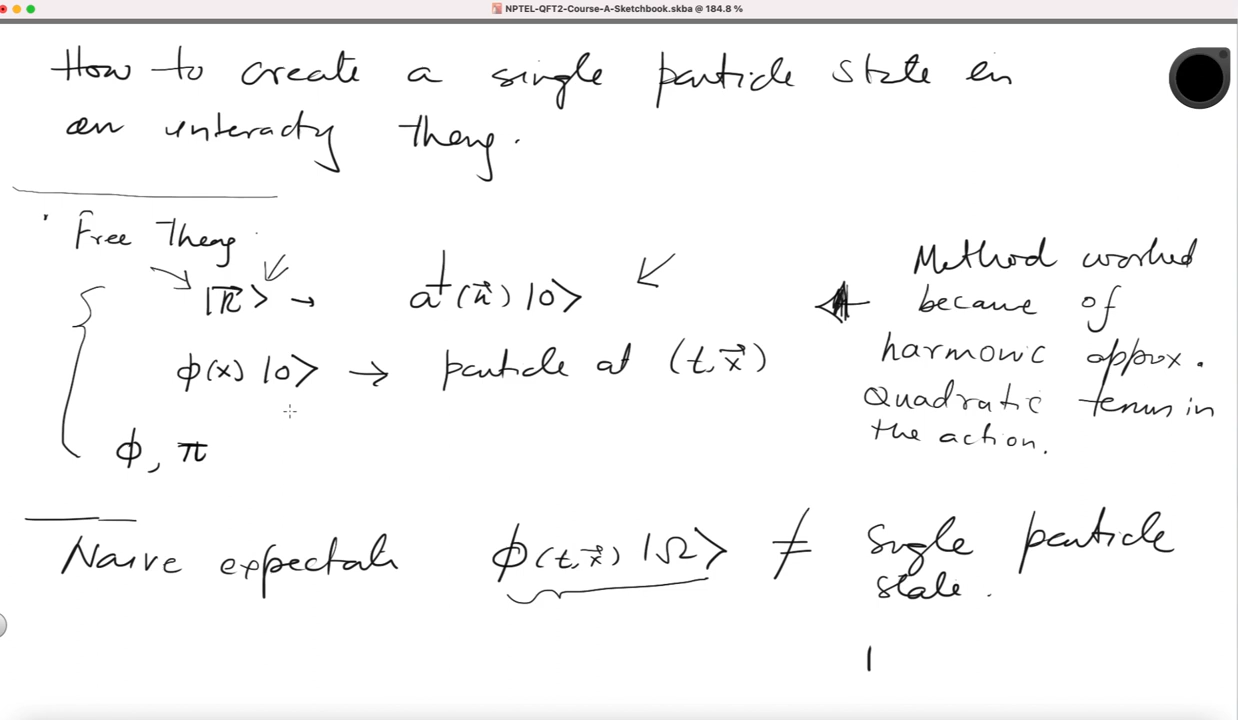 NPTEL-QFT2-Course-A-Sketchbook.skba @ 184.8 %
How to create a single particle state in
an interacting theory.
Free Theory
|k⃗> → a†(k⃗) |0>
ϕ(x) |0> → particle at (t, x⃗)
ϕ, π
Method worked
because of
harmonic approx.
Quadratic terms in
the action.
Naive expectati ϕ(t, x⃗) |Ω> ≠ single particle
state.